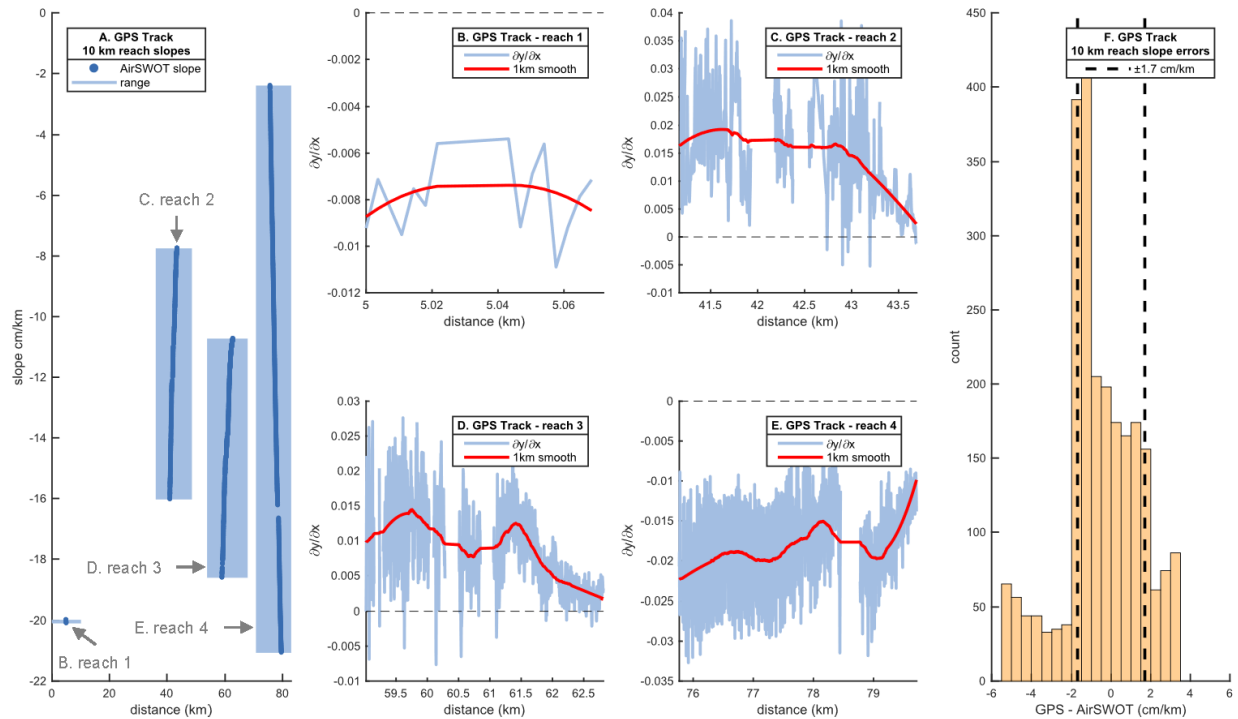 A. GPS Track
10 km reach slopes
AirSWOT slope
range
0
-2
-4
-6
-8
-10
-12
-14
-16
-18
-20
-22
slope cm/km
C. reach 2
D. reach 3
E. reach 4
B. reach 1
0
20
40
60
80
distance (km)
B. GPS Track - reach 1
∂y/∂x
1km smooth
0
-0.002
-0.004
-0.006
-0.008
-0.01
-0.012
∂y/∂x
5
5.02
5.04
5.06
distance (km)
C. GPS Track - reach 2
∂y/∂x
1km smooth
0.04
0.035
0.03
0.025
0.02
0.015
0.01
0.005
0
-0.005
-0.01
∂y/∂x
41.5
42
42.5
43
43.5
distance (km)
D. GPS Track - reach 3
∂y/∂x
1km smooth
0.03
0.025
0.02
0.015
0.01
0.005
0
-0.005
-0.01
∂y/∂x
59.5
60
60.5
61
61.5
62
62.5
distance (km)
E. GPS Track - reach 4
∂y/∂x
1km smooth
0
-0.005
-0.01
-0.015
-0.02
-0.025
-0.03
-0.035
∂y/∂x
76
77
78
79
distance (km)
F. GPS Track
10 km reach slope errors
±1.7 cm/km
450
400
350
300
250
200
150
100
50
0
count
-6
-4
-2
0
2
4
6
GPS - AirSWOT (cm/km)